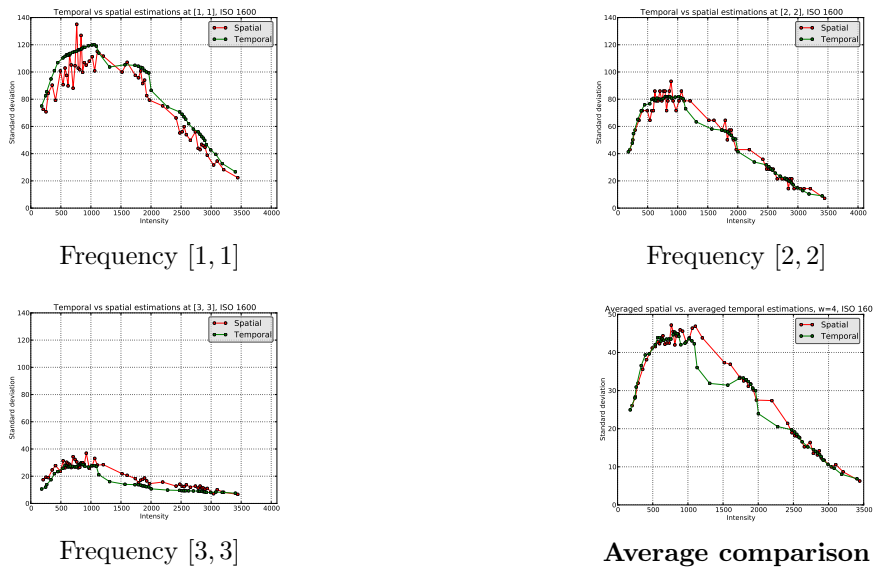 Temporal vs spatial estimations at [1, 1], ISO 1600
Standard deviation
140
120
100
80
60
40
20
0
0 500 1000 1500 2000 2500 3000 3500 4000
Intensity
Spatial
Temporal
Frequency [1, 1]
Temporal vs spatial estimations at [2, 2], ISO 1600
Standard deviation
140
120
100
80
60
40
20
0
0 500 1000 1500 2000 2500 3000 3500 4000
Intensity
Spatial
Temporal
Frequency [2, 2]
Temporal vs spatial estimations at [3, 3], ISO 1600
Standard deviation
140
120
100
80
60
40
20
0
0 500 1000 1500 2000 2500 3000 3500 4000
Intensity
Spatial
Temporal
Frequency [3, 3]
Averaged spatial vs. averaged temporal estimations, w=4, ISO 160
Standard deviation
50
40
30
20
10
0
0 500 1000 1500 2000 2500 3000 3500
Intensity
Spatial
Temporal
Average comparison